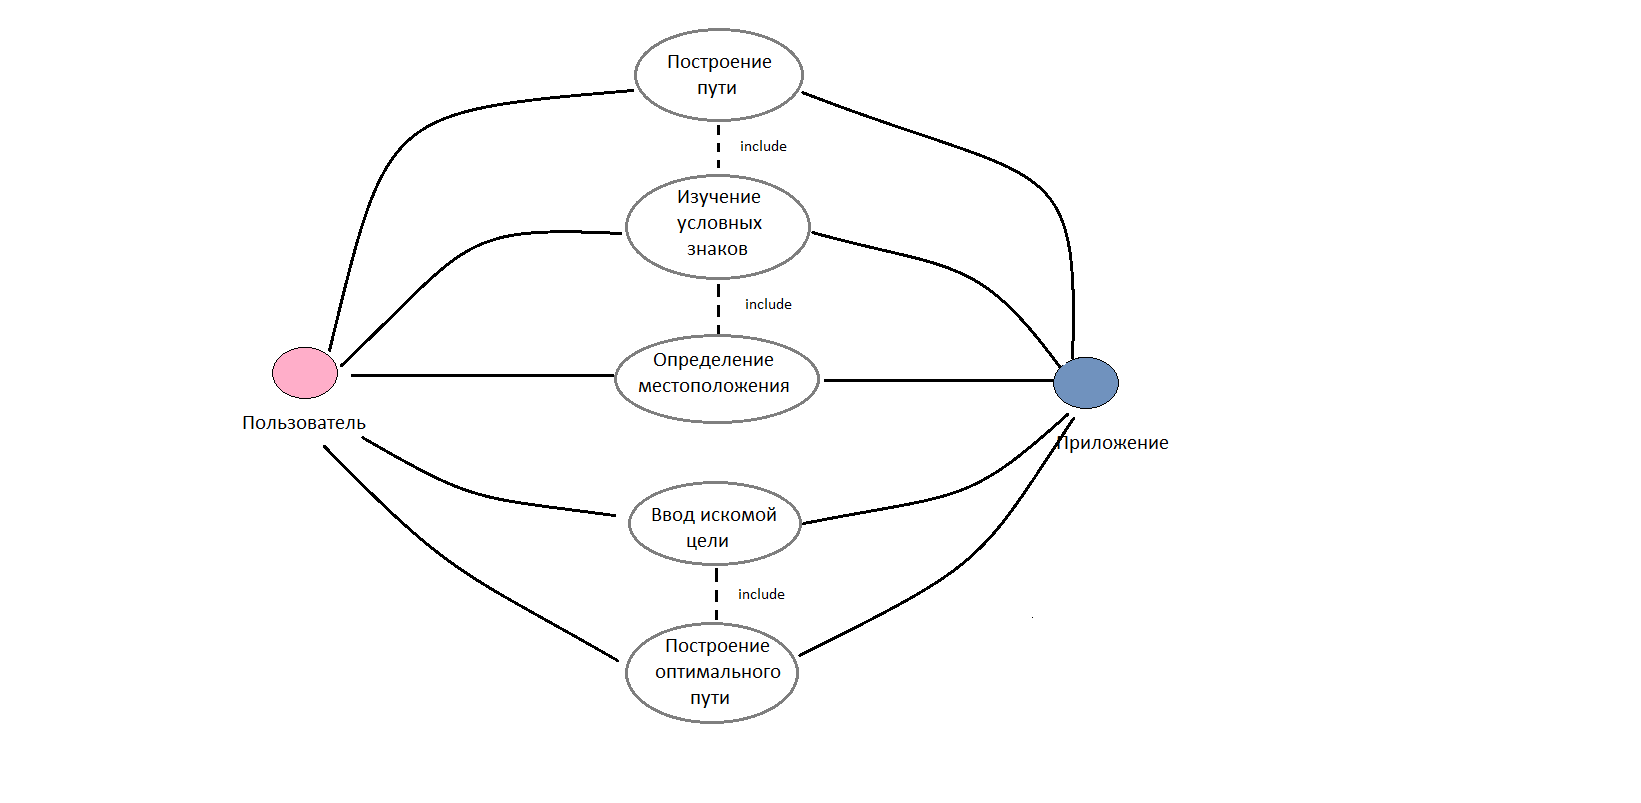 Построение
пути
include
Изучение
условных
знаков
include
Определение
местоположения
Пользователь
Приложение
Ввод искомой
цели
include
Построение
оптимального
пути